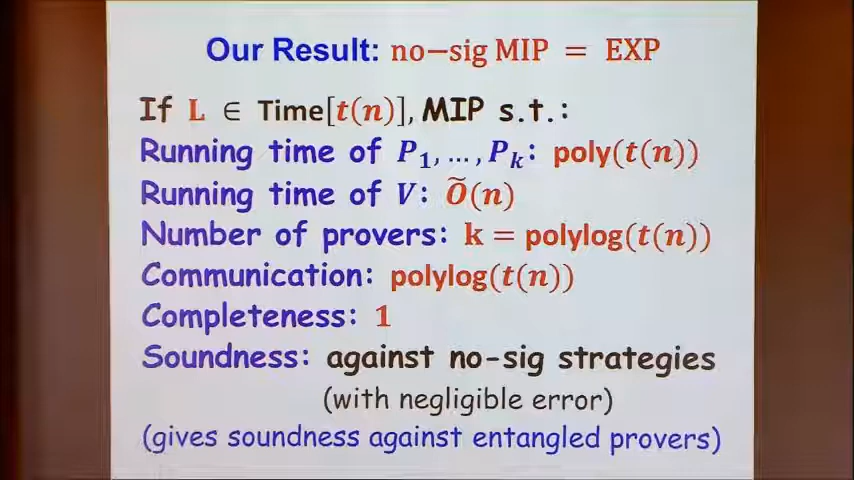 Our Result: no−sig MIP = EXP
If L ∈ Time[t(n)], MIP s.t.:
Running time of P₁, …, Pₖ: poly(t(n))
Running time of V: Õ(n)
Number of provers: k = polylog(t(n))
Communication: polylog(t(n))
Completeness: 1
Soundness: against no-sig strategies
(with negligible error)
(gives soundness against entangled provers)